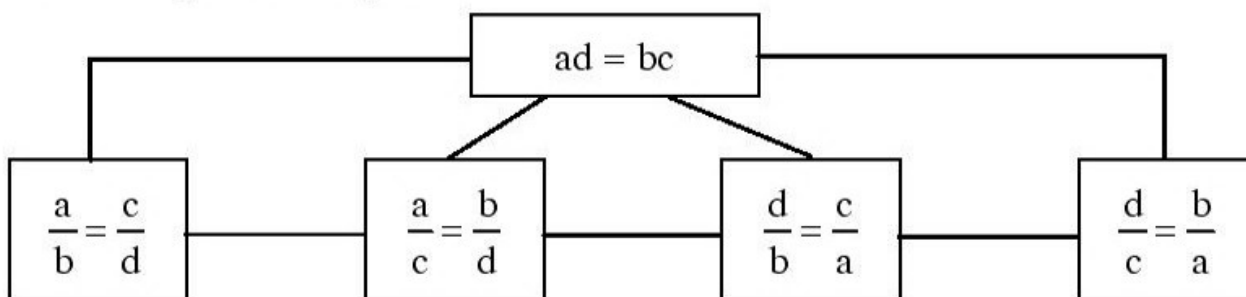 ad = bc
a/b = c/d
a/c = b/d
d/b = c/a
d/c = b/a